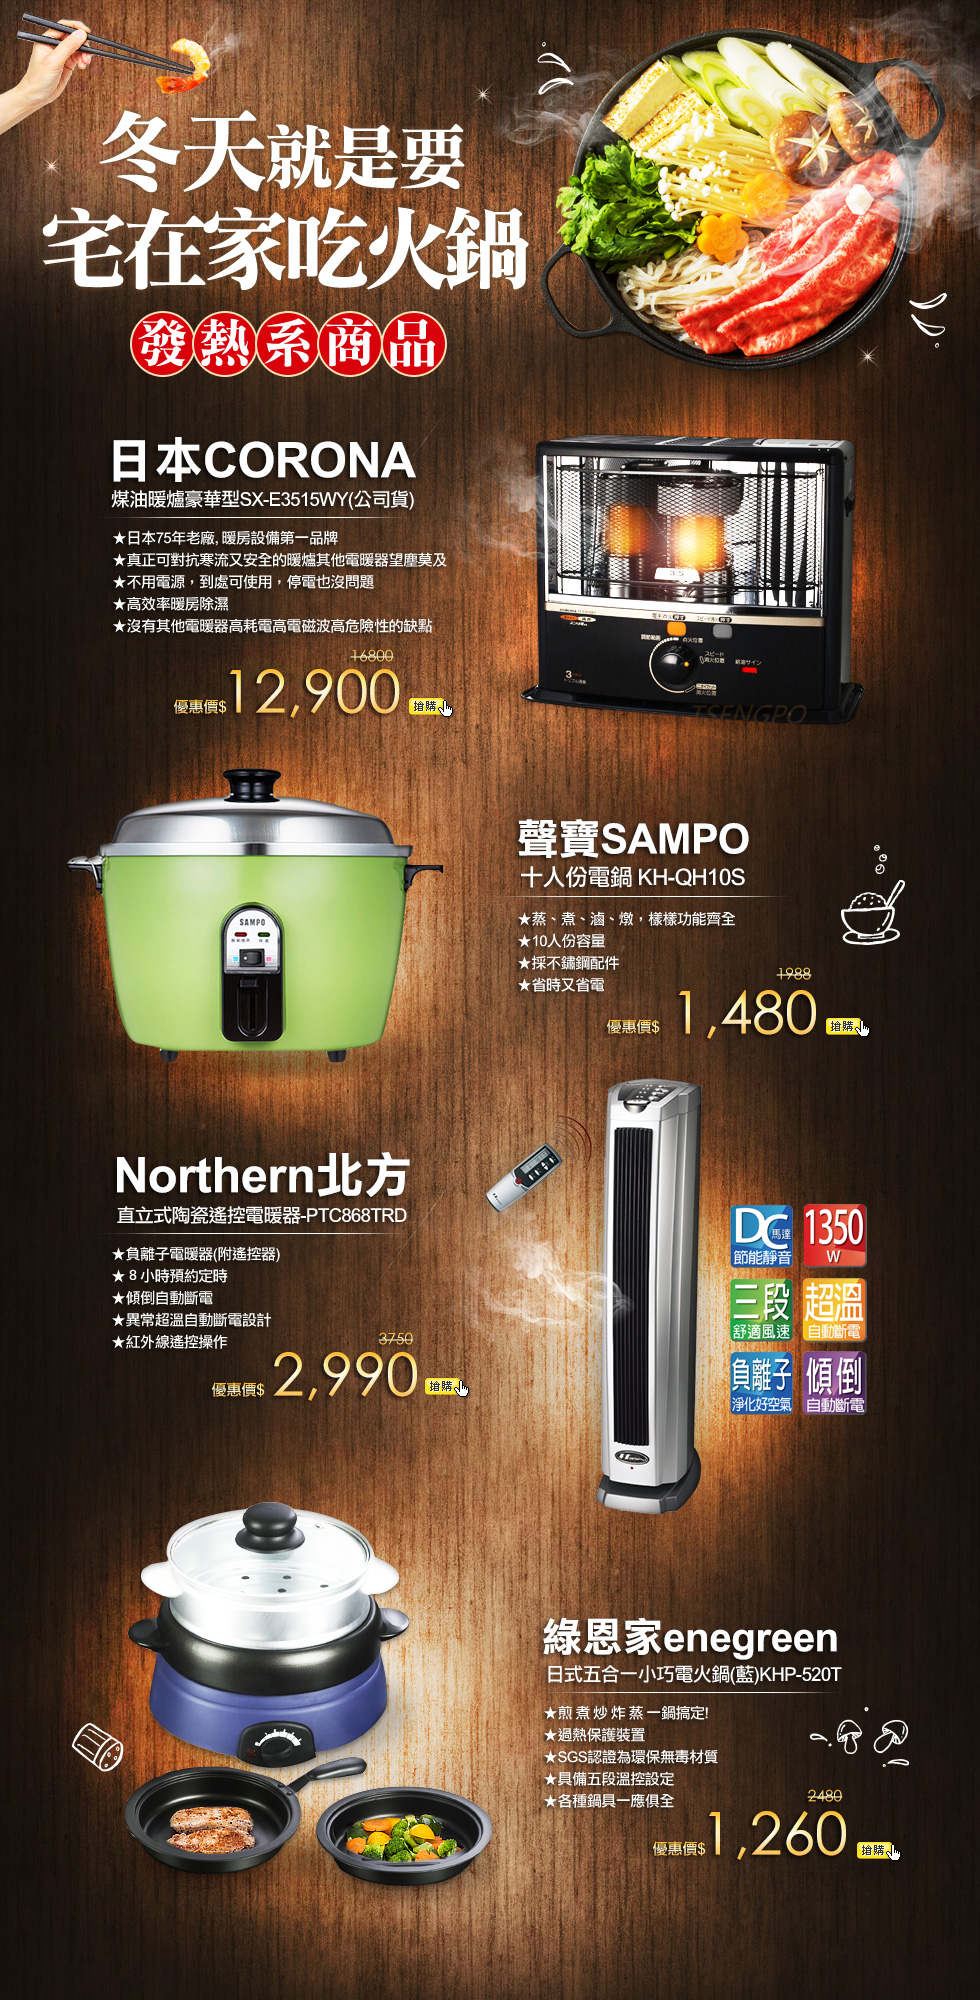 冬天就是要
宅在家吃火鍋
發熱系商品
日本CORONA
煤油暖爐豪華型SX-E3515WY(公司貨)
★日本75年老廠, 暖房設備第一品牌
★真正可對抗寒流又安全的暖爐其他電暖器望塵莫及
★不用電源，到處可使用，停電也沒問題
★高效率暖房除濕
★沒有其他電暖器高耗電高電磁波高危險性的缺點
16800
優惠價$12,900 搶購
TSENGPO
聲寶SAMPO
十人份電鍋 KH-QH10S
★蒸、煮、滷、燉，樣樣功能齊全
★10人份容量
★採不鏽鋼配件
★省時又省電
1988
優惠價$ 1,480 搶購
SAMPO
Northern北方
直立式陶瓷遙控電暖器-PTC868TRD
★負離子電暖器(附遙控器)
★ 8 小時預約定時
★傾倒自動斷電
★異常超溫自動斷電設計
★紅外線遙控操作
3750
優惠價$ 2,990 搶購
DC馬達
節能靜音
1350
W
三段
舒適風速
超溫
自動斷電
負離子
淨化好空氣
傾倒
自動斷電
綠恩家enegreen
日式五合一小巧電火鍋(藍)KHP-520T
★煎 煮 炒 炸 蒸 一鍋搞定!
★過熱保護裝置
★SGS認證為環保無毒材質
★具備五段溫控設定
★各種鍋具一應俱全
2480
優惠價$1,260 搶購